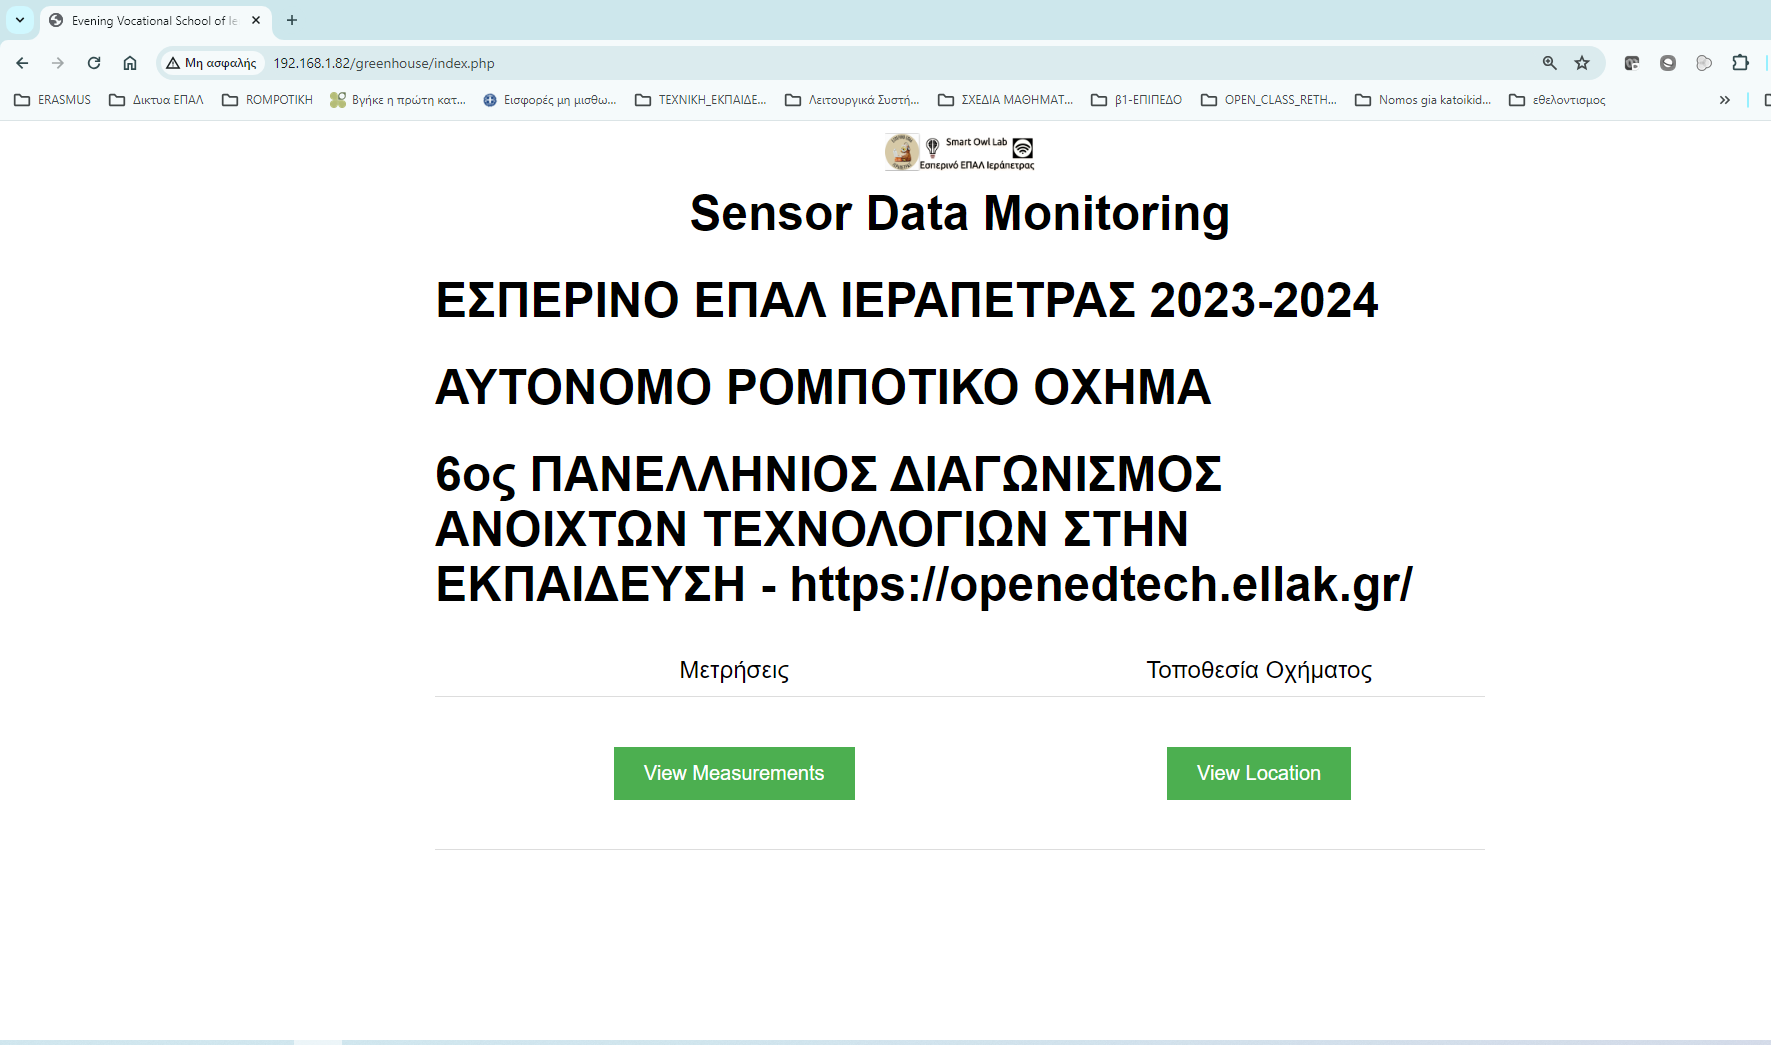 Evening Vocational School of Ie
Μη ασφαλής
192.168.1.82/greenhouse/index.php
ERASMUS
Δικτυα ΕΠΑΛ
ROMPOTIKH
Βγήκε η πρώτη κατ...
Εισφορές μη μισθω...
ΤΕΧΝΙΚΗ_ΕΚΠΑΙΔΕ...
Λειτουργικά Συστή...
ΣΧΕΔΙΑ ΜΑΘΗΜΑΤ...
β1-ΕΠΙΠΕΔΟ
OPEN_CLASS_RETH...
Nomos gia katoikid...
εθελοντισμος
Smart Owl Lab
Εσπερινό ΕΠΑΛ Ιεράπετρας
Sensor Data Monitoring
ΕΣΠΕΡΙΝΟ ΕΠΑΛ ΙΕΡΑΠΕΤΡΑΣ 2023-2024
ΑΥΤΟΝΟΜΟ ΡΟΜΠΟΤΙΚΟ ΟΧΗΜΑ
6ος ΠΑΝΕΛΛΗΝΙΟΣ ΔΙΑΓΩΝΙΣΜΟΣ
ΑΝΟΙΧΤΩΝ ΤΕΧΝΟΛΟΓΙΩΝ ΣΤΗΝ
ΕΚΠΑΙΔΕΥΣΗ - https://openedtech.ellak.gr/
Μετρήσεις
Τοποθεσία Οχήματος
View Measurements
View Location